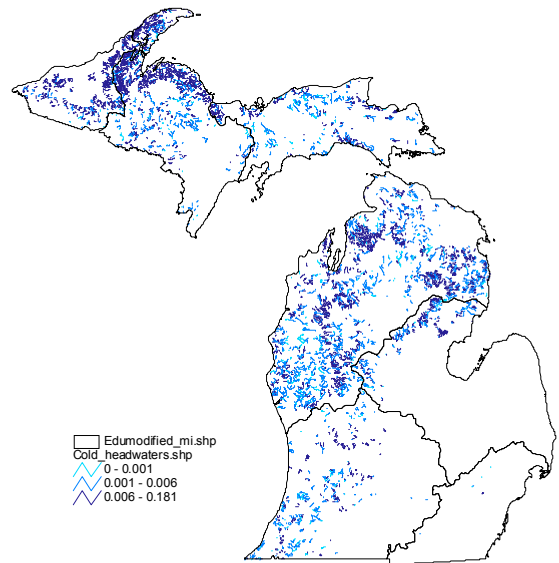 Edumodified_mi.shp
Cold_headwaters.shp
0 - 0.001
0.001 - 0.006
0.006 - 0.181